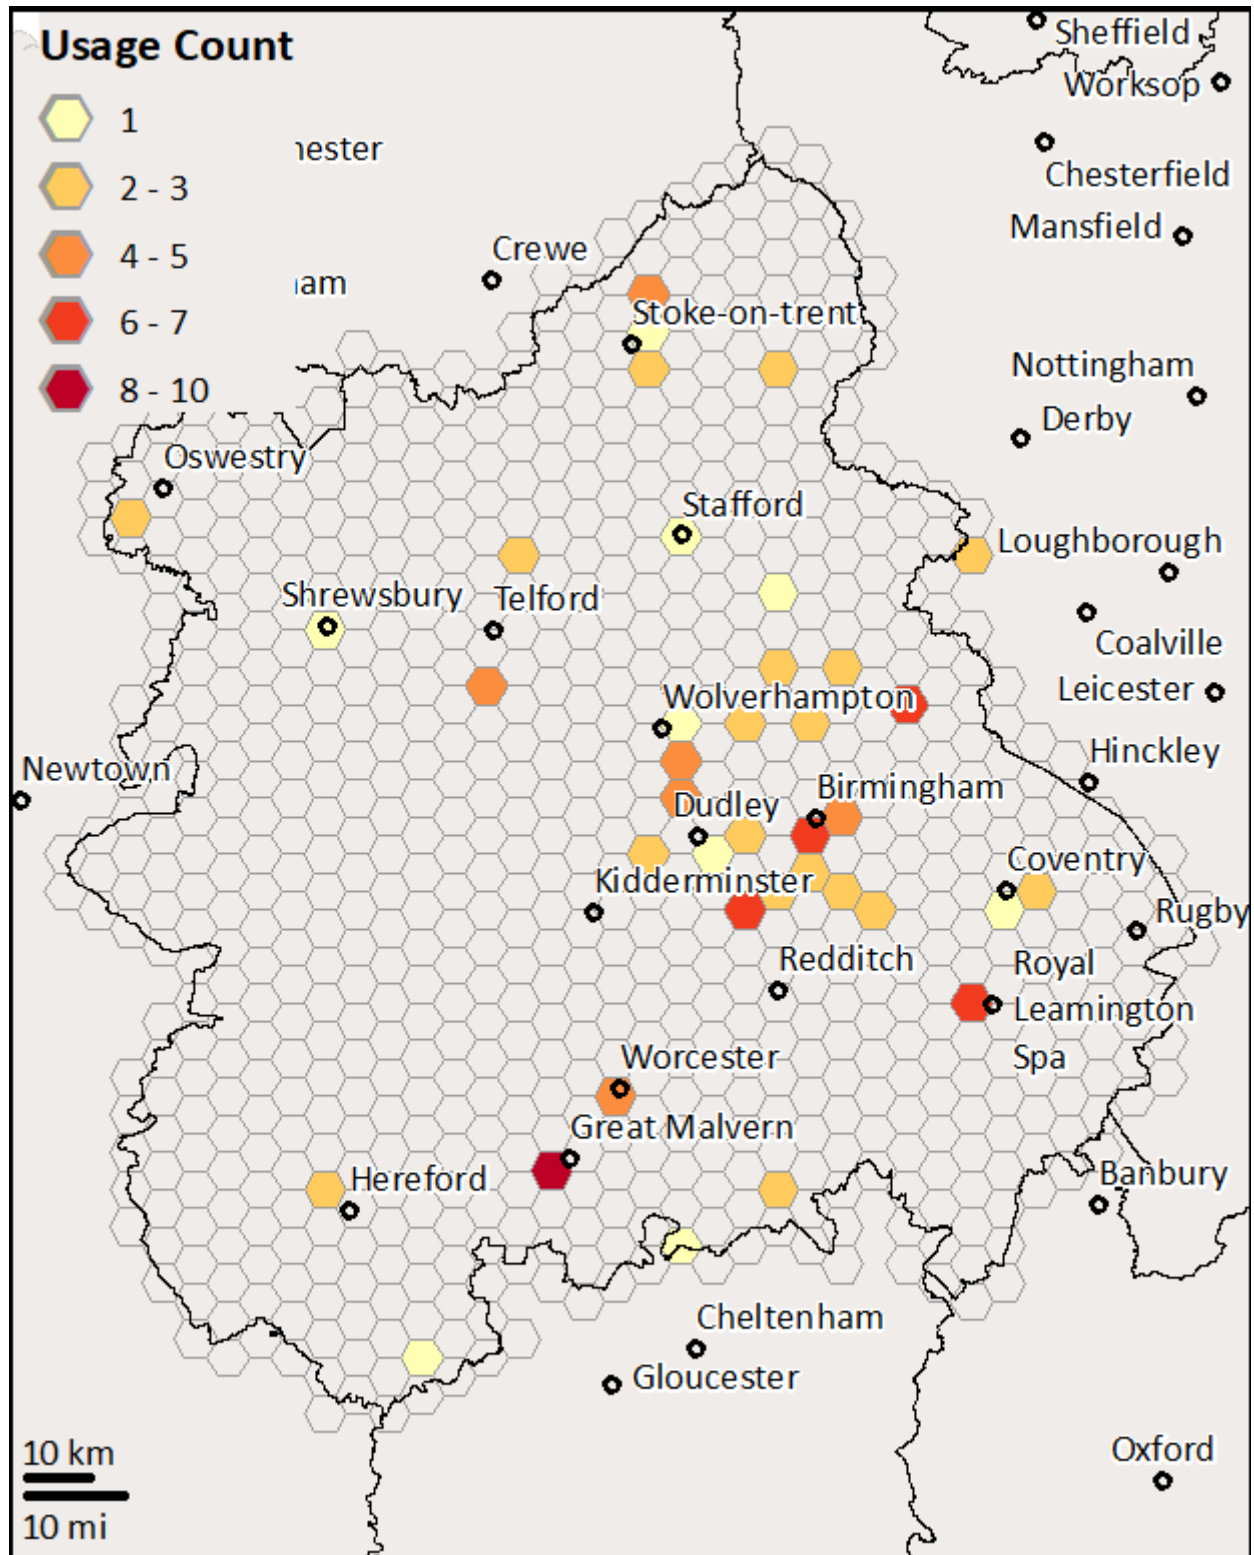 Usage Count
1
2 - 3
4 - 5
6 - 7
8 - 10
Sheffield
Worksop
Chesterfield
Mansfield
Crewe
Stoke-on-trent
Nottingham
Derby
Oswestry
Stafford
Loughborough
Shrewsbury
Telford
Coalville
Leicester
Wolverhampton
Hinckley
Newtown
Birmingham
Dudley
Coventry
Kidderminster
Rugby
Redditch
Royal
Leamington
Spa
Worcester
Great Malvern
Hereford
Banbury
Cheltenham
Gloucester
Oxford
10 km
10 mi